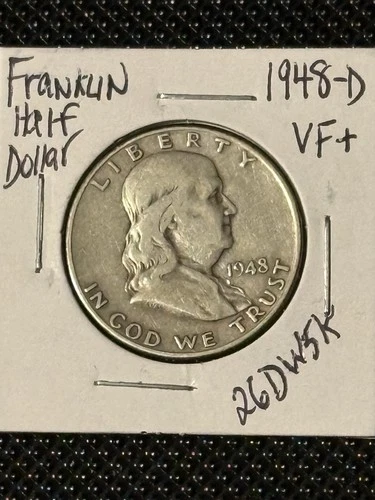 Franklin
Half
Dollar
1948-D
VF+
LIBERTY
1948
IN GOD WE TRUST
26DW5K